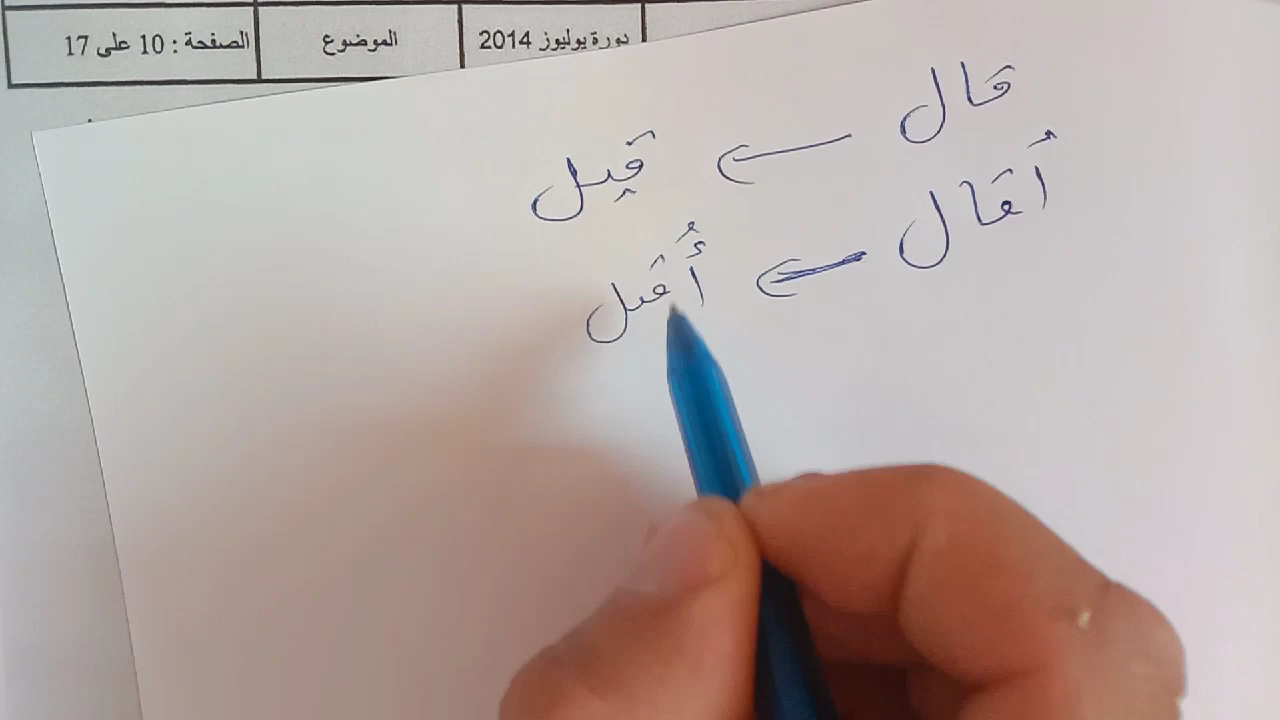 الصفحة : 10 على 17 الموضوع دورة يوليوز 2014
قال ← قيل
أقال ← أُقيل